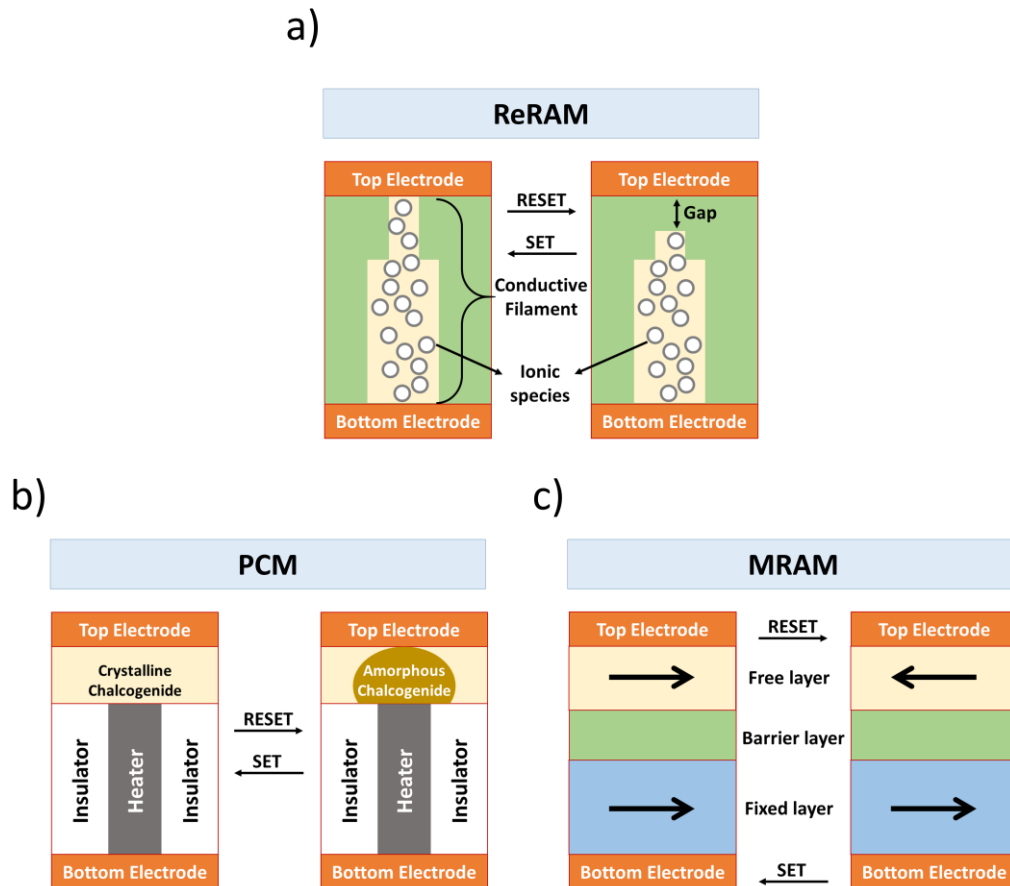 a)
ReRAM
Top Electrode
RESET
Top Electrode
Gap
SET
Conductive
Filament
Ionic
species
Bottom Electrode
Bottom Electrode
b)
PCM
Top Electrode
Top Electrode
Crystalline
Chalcogenide
Amorphous
Chalcogenide
RESET
SET
Insulator
Heater
Insulator
Insulator
Heater
Insulator
Bottom Electrode
Bottom Electrode
c)
MRAM
Top Electrode
RESET
Top Electrode
Free layer
Barrier layer
Fixed layer
Bottom Electrode
SET
Bottom Electrode